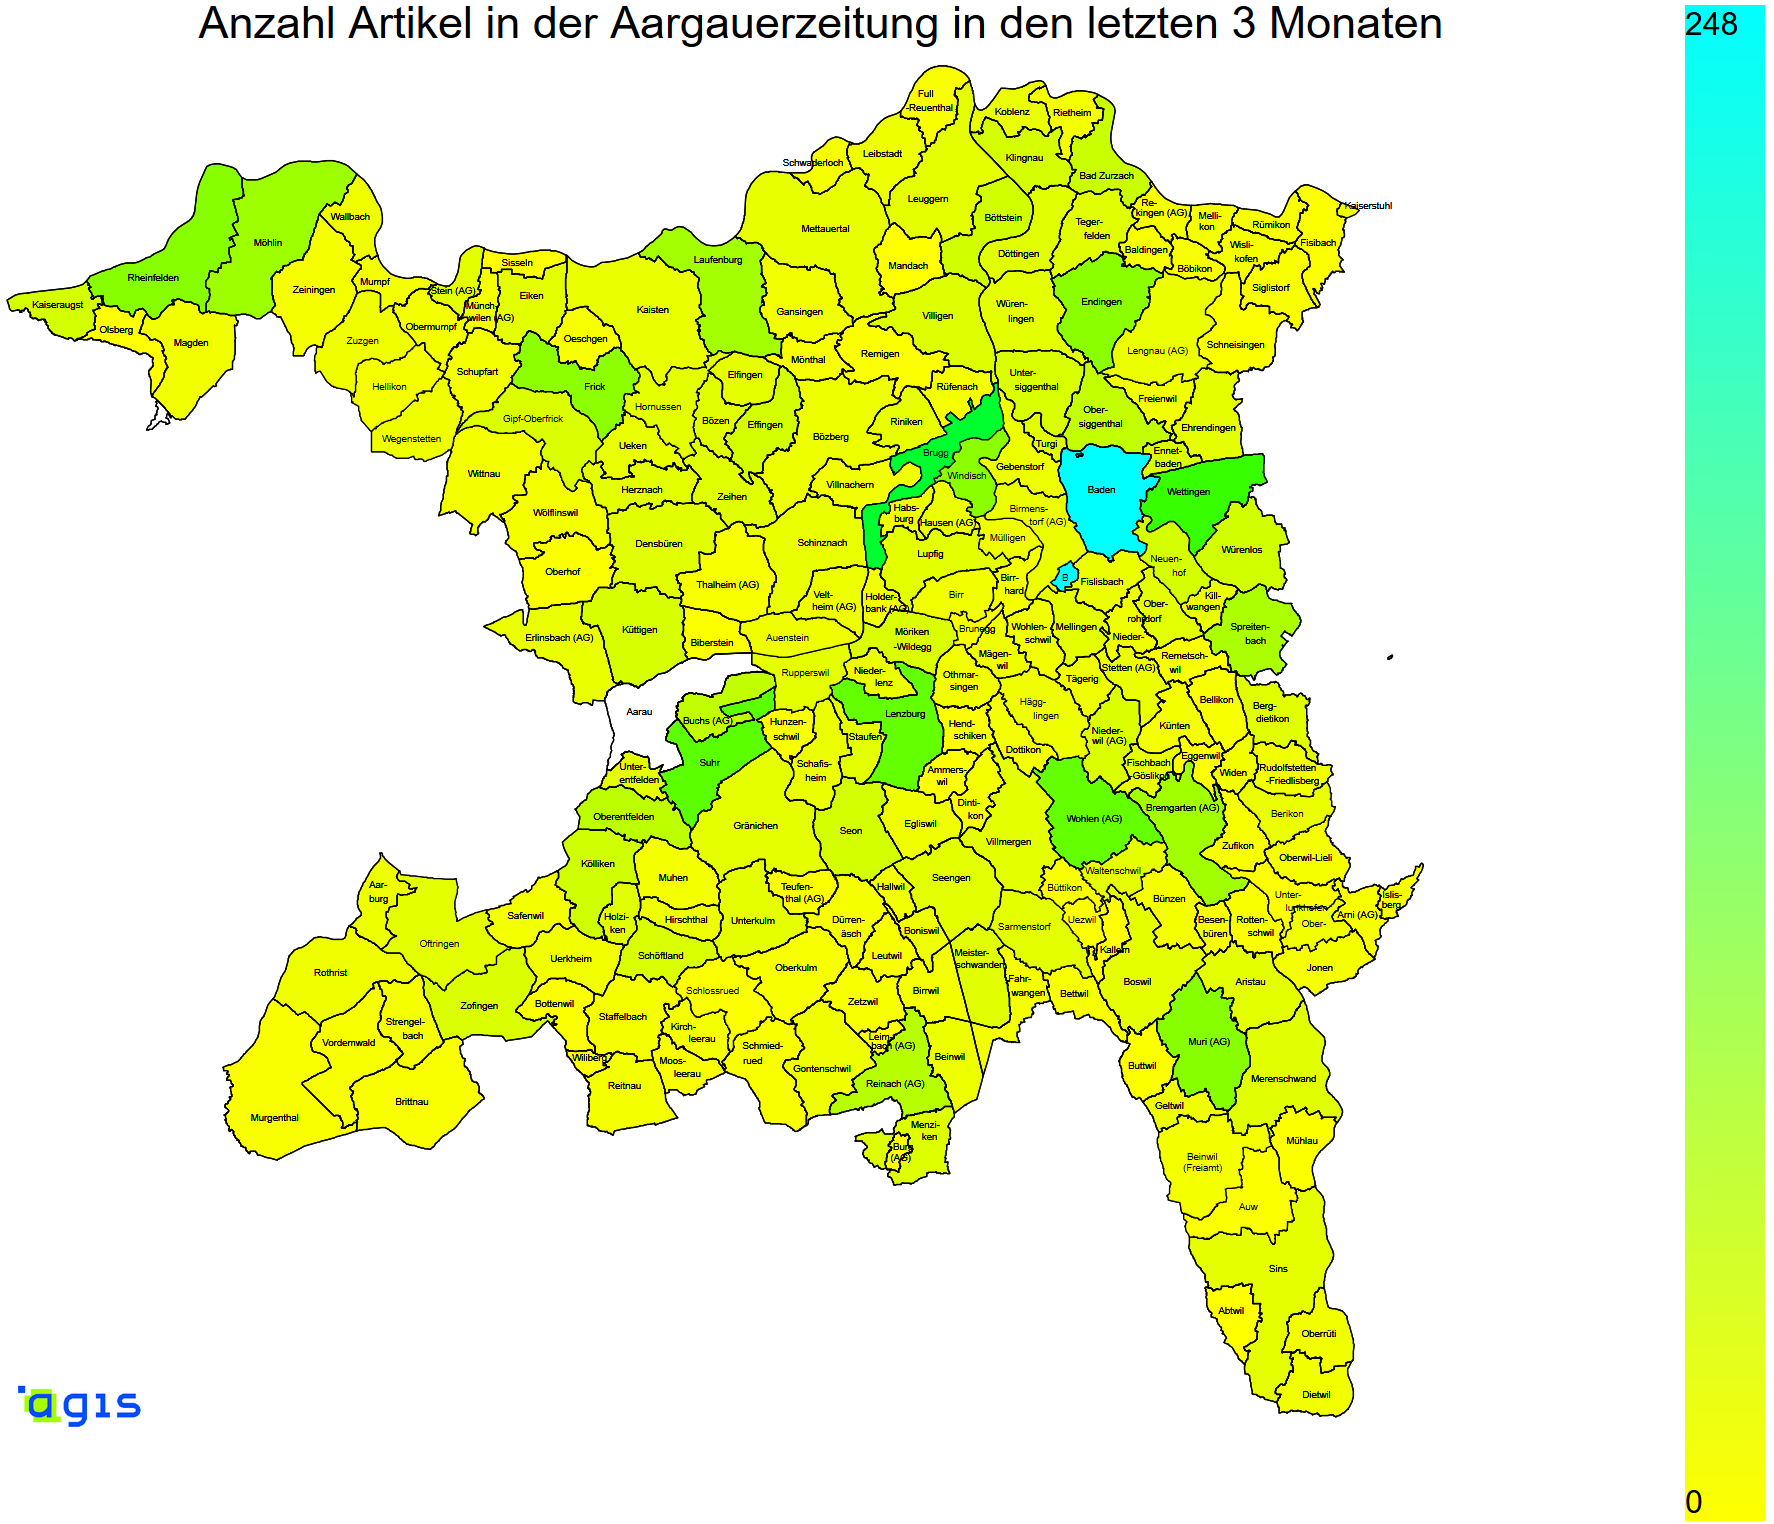 Anzahl Artikel in der Aargauerzeitung in den letzten 3 Monaten
248
Full
-Reuenthal
Koblenz
Rietheim
Schwaderloch
Leibstadt
Klingnau
Bad Zurzach
Leuggern
Böttstein
Re-
kingen (AG)
Melli-
kon
Rümikon
Kaiserstuhl
Wallbach
Mettauertal
Teger-
felden
Fisibach
Möhlin
Laufenburg
Mandach
Döttingen
Baldingen
Wisli-
kofen
Böbikon
Sisseln
Rheinfelden
Zeiningen
Mumpf
Stein (AG)
Eiken
Siglistorf
Kaiseraugst
Münch-
wilen (AG)
Kaisten
Gansingen
Villigen
Würen-
lingen
Endingen
Olsberg
Magden
Zuzgen
Obermumpf
Oeschgen
Schneisingen
Lengnau (AG)
Mönthal
Remigen
Hellikon
Schupfart
Frick
Elfingen
Rüfenach
Unter-
siggenthal
Freienwil
Wegenstetten
Gipf-Oberfrick
Hornussen
Bözen
Effingen
Bözberg
Riniken
Ober-
siggenthal
Ehrendingen
Ueken
Brugg
Turgi
Ennet-
baden
Wittnau
Herznach
Zeihen
Villnachern
Windisch
Gebenstorf
Baden
Wettingen
Wölflinswil
Habs-
burg
Hausen (AG)
Birmens-
torf (AG)
Densbüren
Schinznach
Lupfig
Mülligen
Neuen-
hof
Würenlos
Oberhof
Thalheim (AG)
Velt-
heim (AG)
Holder-
bank (AG)
Birr
Birr-
hard
B
Fislisbach
Kill-
wangen
Ober-
rohrdorf
Erlinsbach (AG)
Küttigen
Biberstein
Auenstein
Möriken
-Wildegg
Brunegg
Wohlen-
schwil
Mellingen
Nieder-
Spreiten-
bach
Mägen-
wil
Remetsch-
wil
Stetten (AG)
Rupperswil
Nieder-
lenz
Othmar-
singen
Tägerig
Bellikon
Berg-
dietikon
Aarau
Buchs (AG)
Hunzen-
schwil
Staufen
Lenzburg
Hend-
schiken
Hägg-
lingen
Nieder-
wil (AG)
Künten
Dottikon
Eggenwil
Unter-
entfelden
Suhr
Schafis-
heim
Ammers-
wil
Fischbach
-Göslikon
Widen
Rudolfstetten
-Friedlisberg
Oberentfelden
Gränichen
Seon
Egliswil
Dinti-
kon
Wohlen (AG)
Bremgarten (AG)
Berikon
Villmergen
Zufikon
Oberwil-Lieli
Kölliken
Muhen
Teufen-
thal (AG)
Hallwil
Seengen
Büttikon
Waltenschwil
Aar-
burg
Bünzen
Unter-
lunkhofen
Islis-
berg
Safenwil
Holzi-
ken
Hirschthal
Unterkulm
Dürren-
äsch
Boniswil
Sarmenstorf
Uezwil
Besen-
büren
Rotten-
schwil
Ober-
Arni (AG)
Oftringen
Kallern
Uerkheim
Schöftland
Leutwil
Meister-
schwanden
Jonen
Rothrist
Oberkulm
Fahr-
wangen
Bettwil
Boswil
Aristau
Zofingen
Bottenwil
Schlossrued
Zetzwil
Birrwil
Strengel-
bach
Staffelbach
Kirch-
leerau
Leim-
bach (AG)
Vordemwald
Schmied-
rued
Muri (AG)
Wiliberg
Moos-
leerau
Gontenschwil
Beinwil
Buttwil
Reitnau
Reinach (AG)
Merenschwand
Brittnau
Geltwil
Murgenthal
Menzi-
ken
Burg
(AG)
Mühlau
Beinwil
(Freiamt)
Auw
Sins
Abtwil
Oberrüti
Dietwil
agis
0